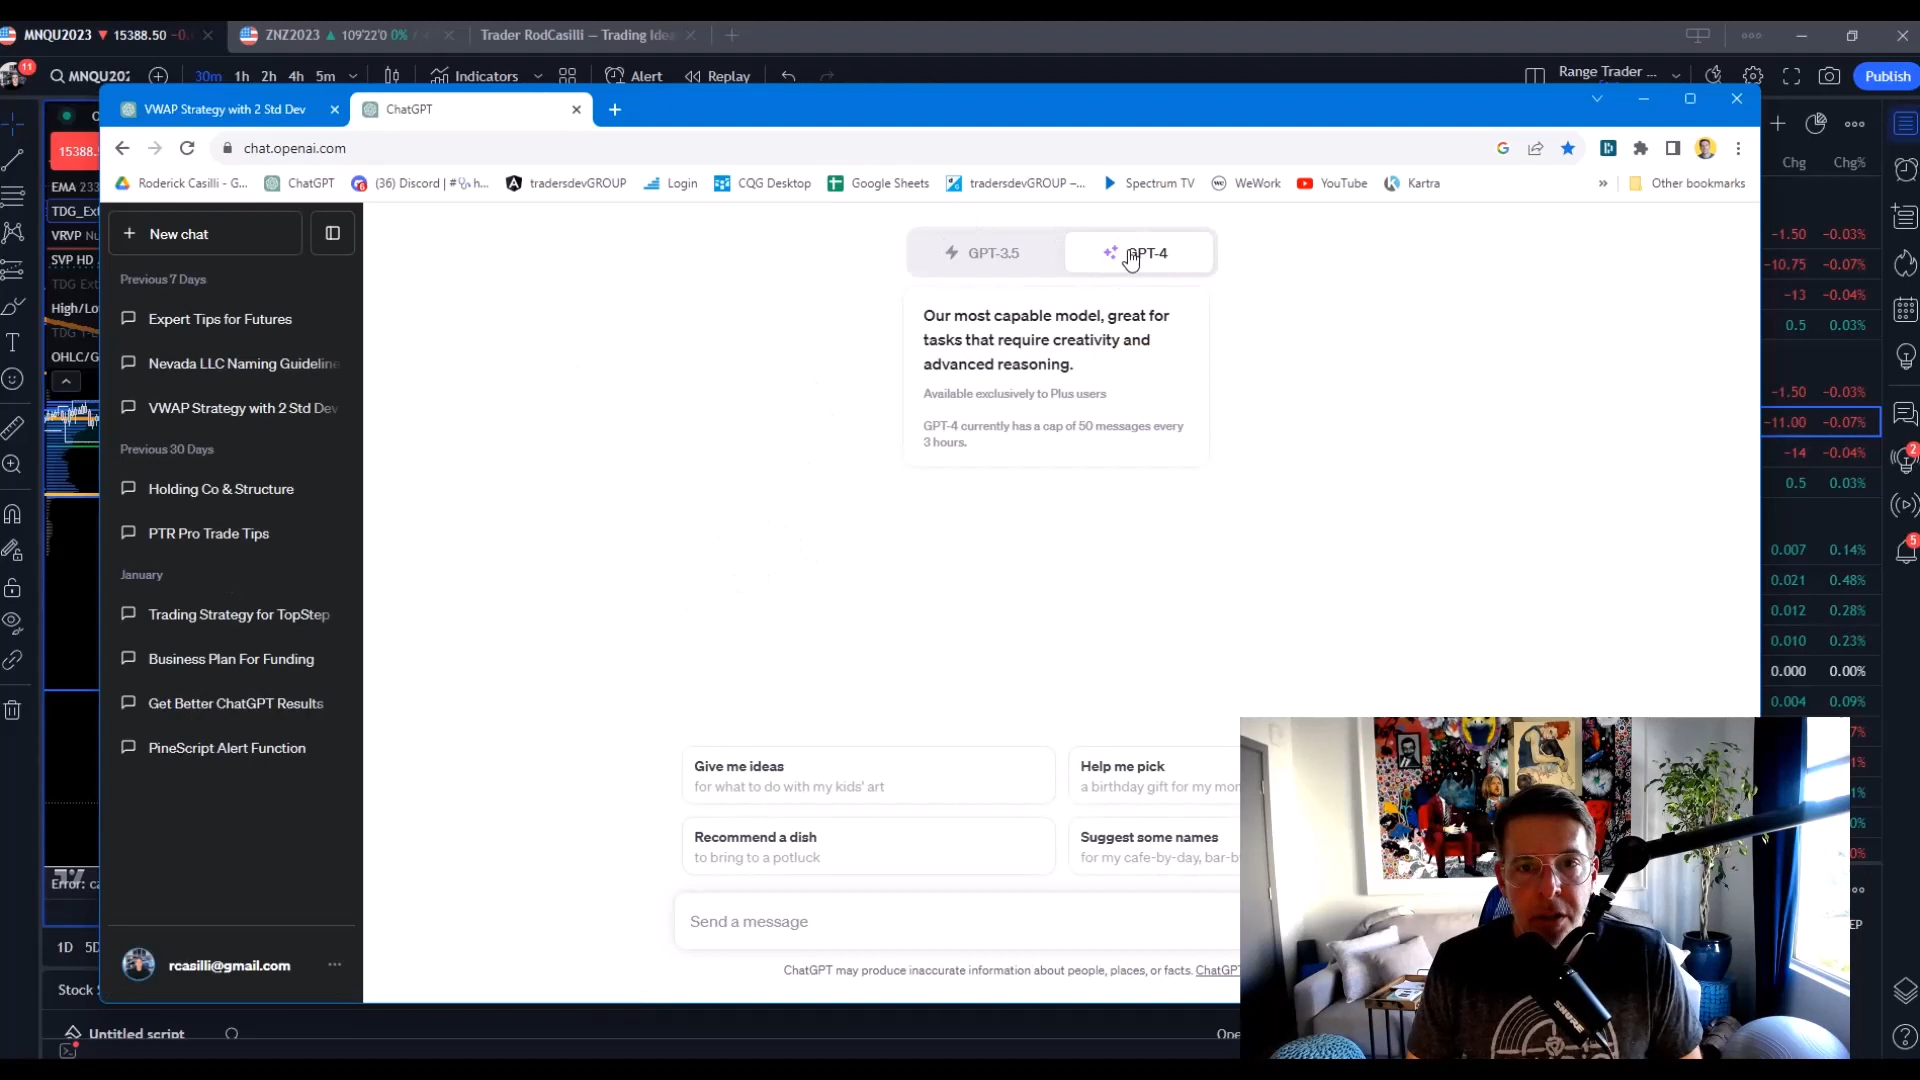 MNQU2023 ▼ 15388.50
ZNZ2023 ▲ 109'22'0 0%
Trader RodCasilli — Trading Idea
11
MNQU202
30m 1h 2h 4h 5m
Indicators
Alert
Replay
Range Trader ...
Publish
VWAP Strategy with 2 Std Dev
ChatGPT
chat.openai.com
Roderick Casilli - G...
ChatGPT
(36) Discord | #
tradersdevGROUP
Login
CQG Desktop
Google Sheets
tradersdevGROUP –...
Spectrum TV
WeWork
YouTube
Kartra
»
Other bookmarks
15388.
EMA 233
TDG_Ext
VRVP Nu
SVP HD
TDG Ext
High/Lo
OHLC/G
Chg Chg%
-1.50 -0.03%
-10.75 -0.07%
-13 -0.04%
0.5 0.03%
-1.50 -0.03%
-11.00 -0.07%
-14 -0.04%
0.5 0.03%
0.007 0.14%
0.021 0.48%
0.012 0.28%
0.010 0.23%
0.000 0.00%
0.004 0.09%
2
5
New chat
Previous 7 Days
Expert Tips for Futures
Nevada LLC Naming Guideline
VWAP Strategy with 2 Std Dev
Previous 30 Days
Holding Co & Structure
PTR Pro Trade Tips
January
Trading Strategy for TopStep
Business Plan For Funding
Get Better ChatGPT Results
PineScript Alert Function
rcasilli@gmail.com
GPT-3.5
GPT-4
Our most capable model, great for
tasks that require creativity and
advanced reasoning.
Available exclusively to Plus users
GPT-4 currently has a cap of 50 messages every
3 hours.
Give me ideas
for what to do with my kids' art
Help me pick
a birthday gift for my mom
Recommend a dish
to bring to a potluck
Suggest some names
for my cafe-by-day, bar-b
Send a message
ChatGPT may produce inaccurate information about people, places, or facts. ChatGPT
Error: ca
1D 5D
Stock S
Untitled script
Ope
SHURE